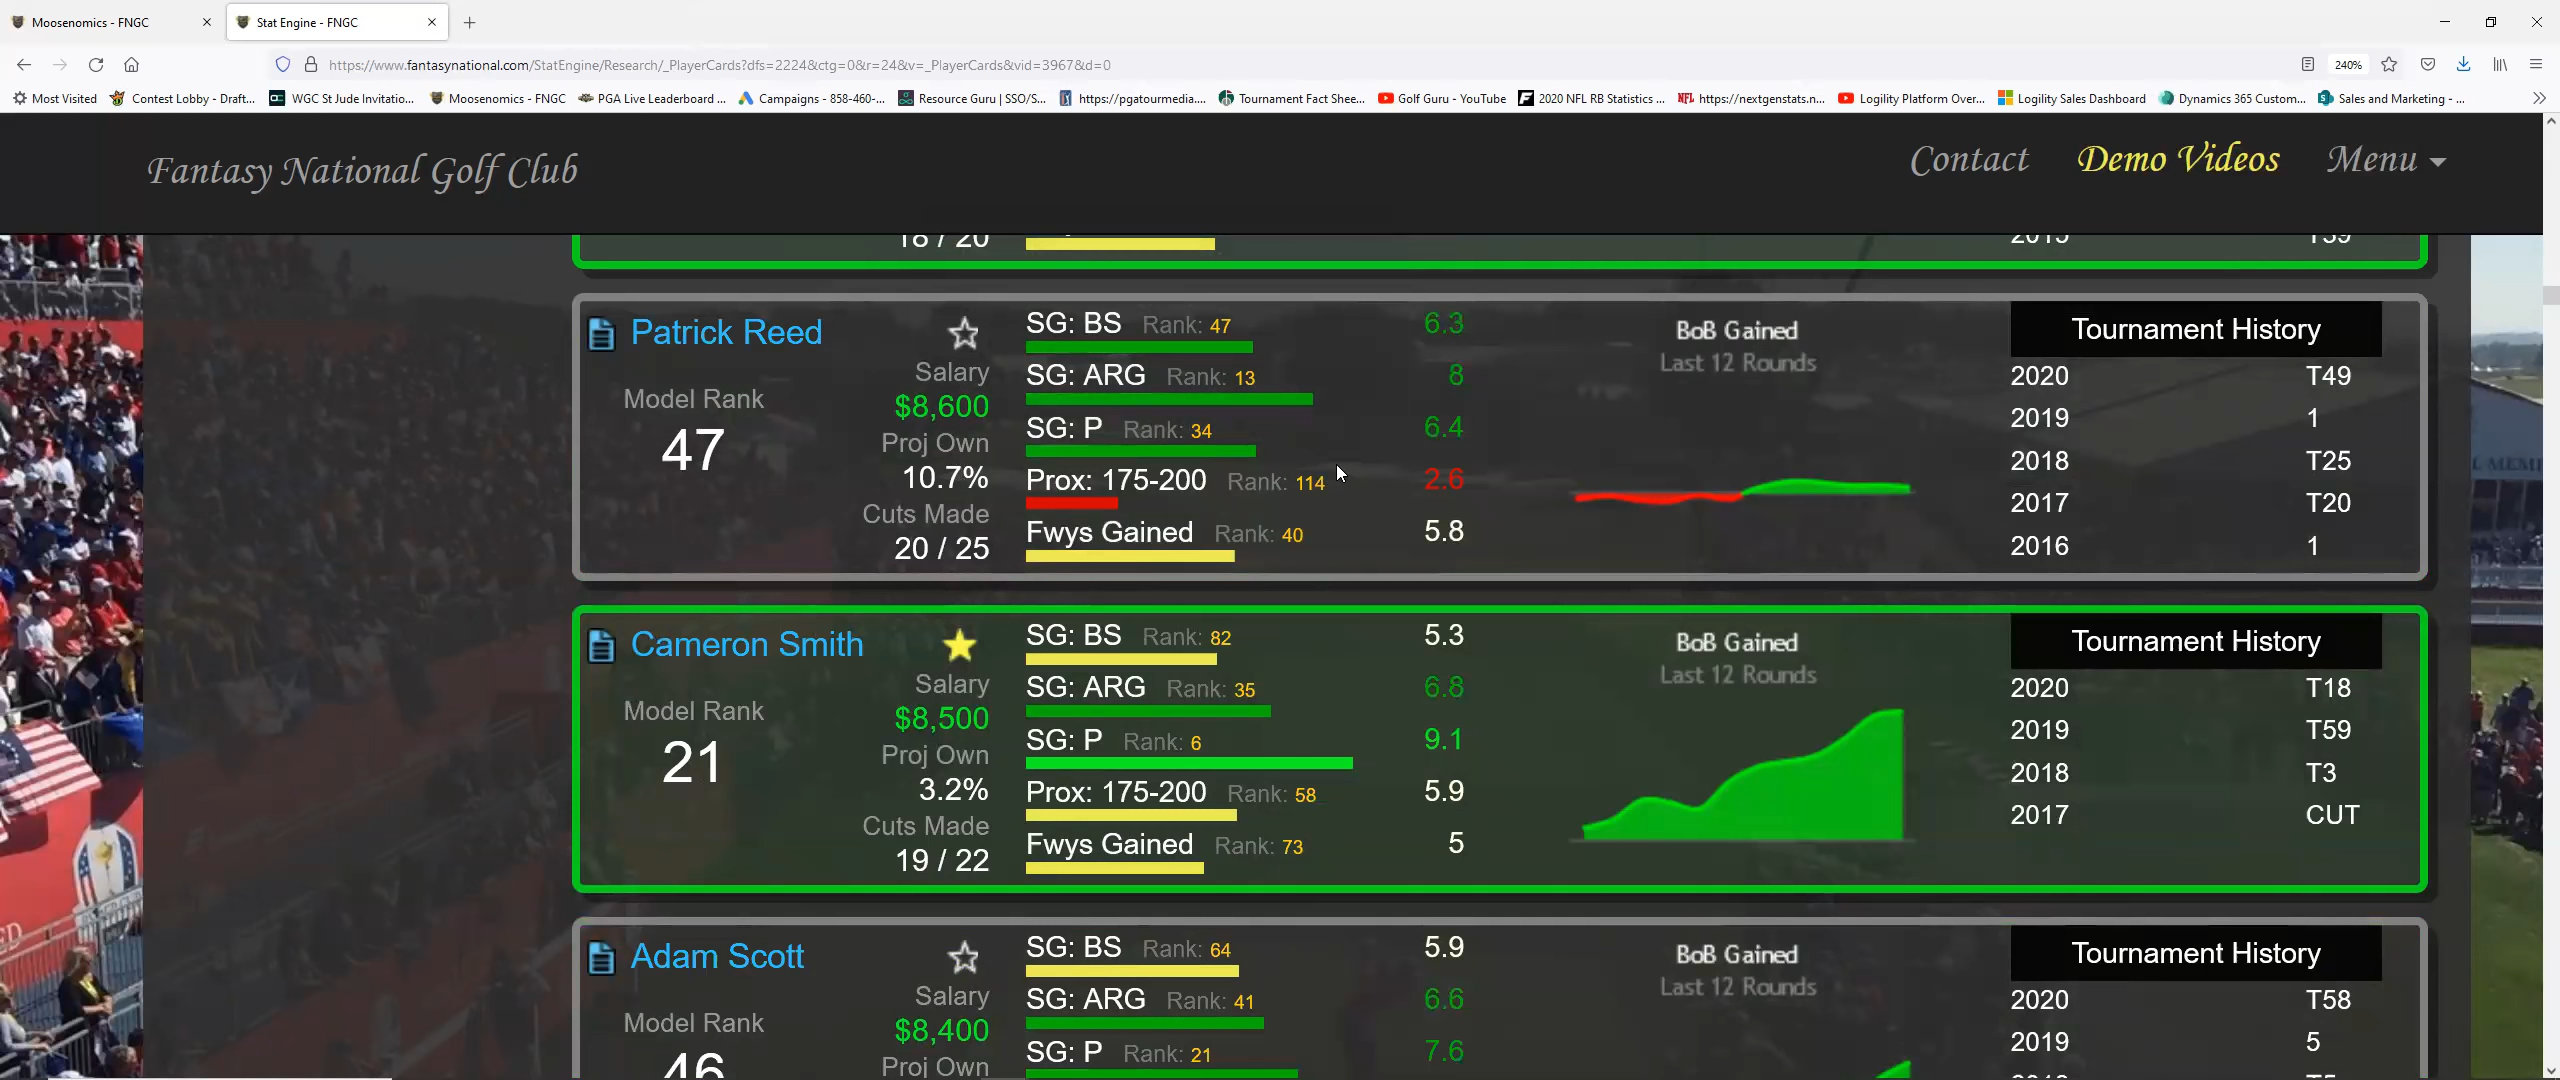 Moosenomics - FNGC
Stat Engine - FNGC
https://www.fantasynational.com/StatEngine/Research/_PlayerCards?dfs=2224&ctg=0&r=24&v=_PlayerCards&vid=3967&d=0
240%
Most Visited
Contest Lobby - Draft...
WGC St Jude Invitatio...
Moosenomics - FNGC
PGA Live Leaderboard ...
Campaigns - 858-460-...
Resource Guru | SSO/S...
https://pgatourmedia....
Tournament Fact Shee...
Golf Guru - YouTube
2020 NFL RB Statistics ...
https://nextgenstats.n...
Logility Platform Over...
Logility Sales Dashboard
Dynamics 365 Custom...
Sales and Marketing - ...
Fantasy National Golf Club
Contact
Demo Videos
Menu
18 / 20
2015 T39
Patrick Reed
Model Rank
47
Salary
$8,600
Proj Own
10.7%
Cuts Made
20 / 25
SG: BS Rank: 47 6.3
SG: ARG Rank: 13 8
SG: P Rank: 34 6.4
Prox: 175-200 Rank: 114 2.6
Fwys Gained Rank: 40 5.8
BoB Gained
Last 12 Rounds
Tournament History
2020 T49
2019 1
2018 T25
2017 T20
2016 1
Cameron Smith
Model Rank
21
Salary
$8,500
Proj Own
3.2%
Cuts Made
19 / 22
SG: BS Rank: 82 5.3
SG: ARG Rank: 35 6.8
SG: P Rank: 6 9.1
Prox: 175-200 Rank: 58 5.9
Fwys Gained Rank: 73 5
BoB Gained
Last 12 Rounds
Tournament History
2020 T18
2019 T59
2018 T3
2017 CUT
Adam Scott
Model Rank
46
Salary
$8,400
Proj Own
SG: BS Rank: 64 5.9
SG: ARG Rank: 41 6.6
SG: P Rank: 21 7.6
BoB Gained
Last 12 Rounds
Tournament History
2020 T58
2019 5